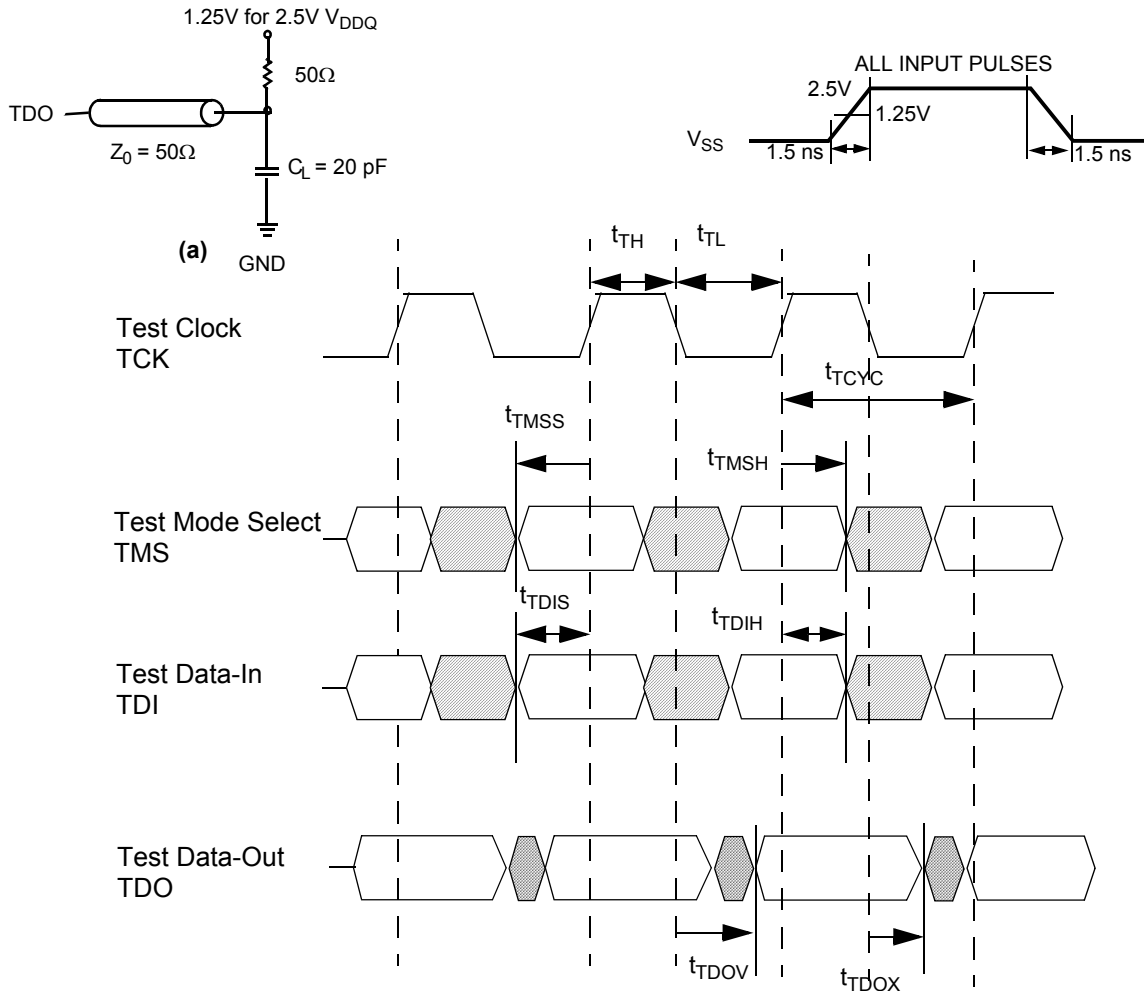 1.25V for 2.5V VDDQ
50Ω
TDO
Z0 = 50Ω
CL = 20 pF
(a)
GND
ALL INPUT PULSES
2.5V
1.25V
VSS
1.5 ns
1.5 ns
tTH
tTL
Test Clock
TCK
tTCYC
tTMSS
tTMSH
Test Mode Select
TMS
tTDIS
tTDIH
Test Data-In
TDI
Test Data-Out
TDO
tTDOV
tTDOX